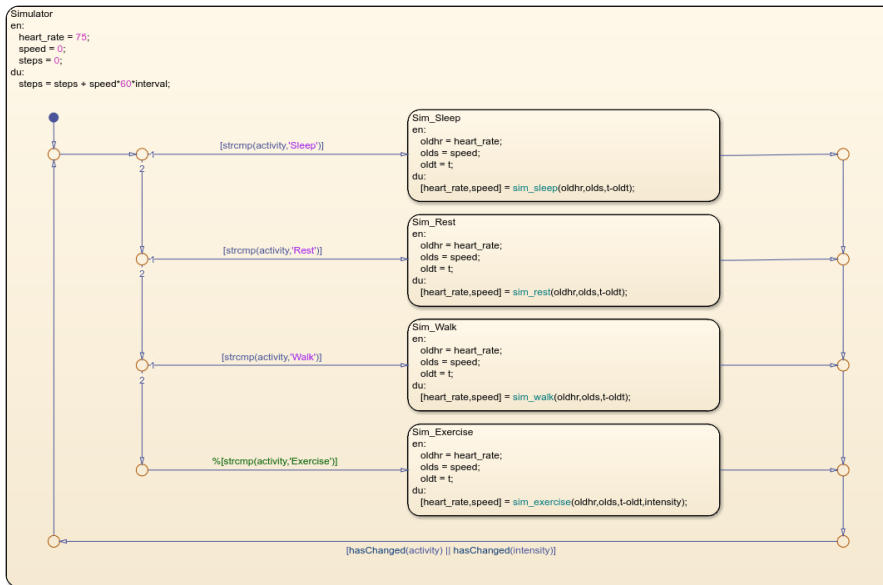 Simulator
en:
heart_rate = 75;
speed = 0;
steps = 0;
du:
steps = steps + speed*60*interval;
Sim_Sleep
en:
oldhr = heart_rate;
olds = speed;
oldt = t;
du:
[heart_rate,speed] = sim_sleep(oldhr,olds,t-oldt);
1
[strcmp(activity,'Sleep')]
2
Sim_Rest
en:
oldhr = heart_rate;
olds = speed;
oldt = t;
du:
[heart_rate,speed] = sim_rest(oldhr,olds,t-oldt);
1
[strcmp(activity,'Rest')]
2
Sim_Walk
en:
oldhr = heart_rate;
olds = speed;
oldt = t;
du:
[heart_rate,speed] = sim_walk(oldhr,olds,t-oldt);
1
[strcmp(activity,'Walk')]
2
Sim_Exercise
en:
oldhr = heart_rate;
olds = speed;
oldt = t;
du:
[heart_rate,speed] = sim_exercise(oldhr,olds,t-oldt,intensity);
%[strcmp(activity,'Exercise')]
[hasChanged(activity) || hasChanged(intensity)]